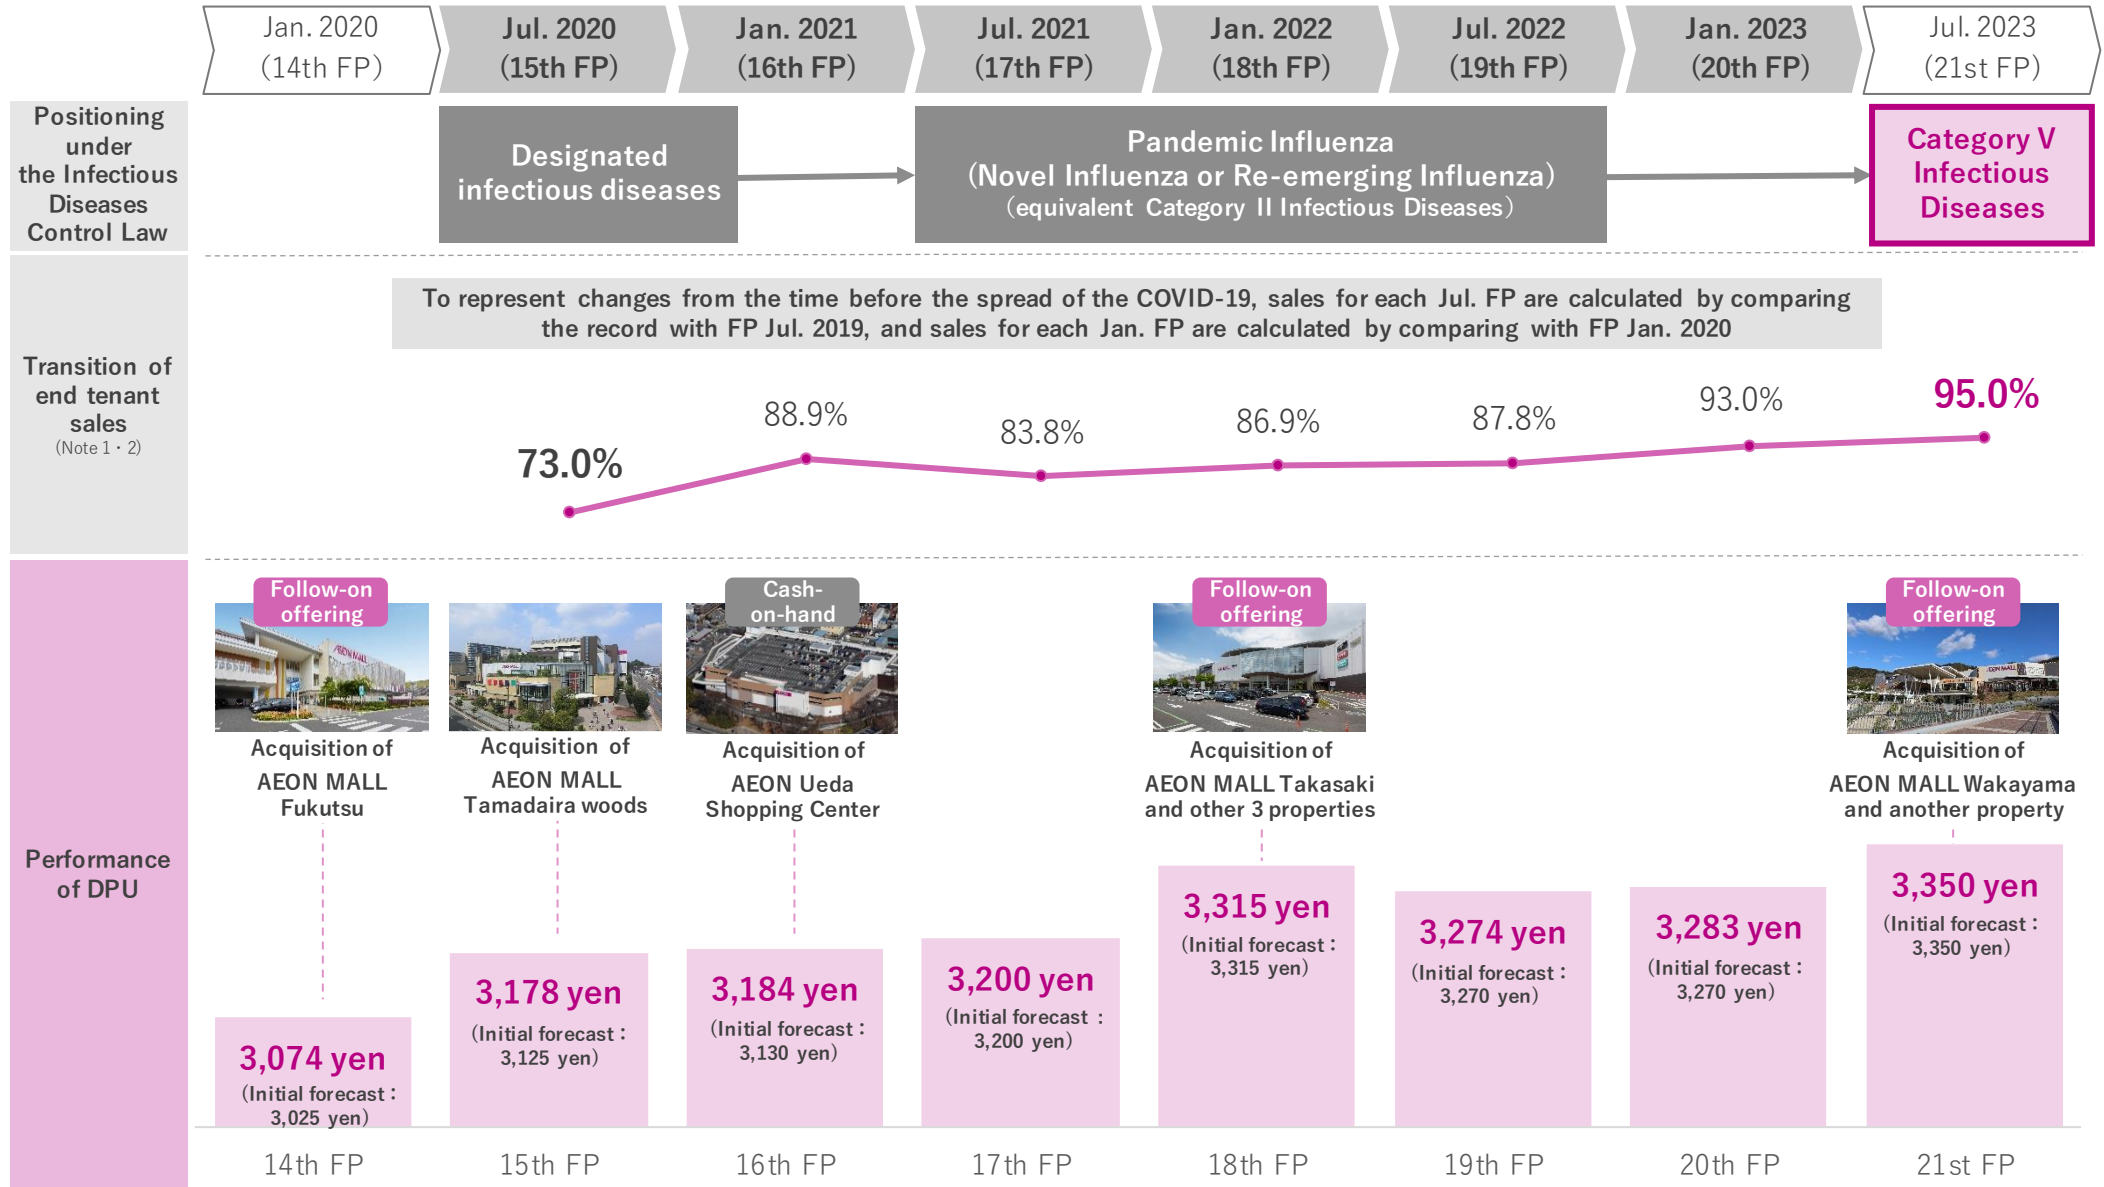 Jan. 2020
(14th FP)
Jul. 2020
(15th FP)
Jan. 2021
(16th FP)
Jul. 2021
(17th FP)
Jan. 2022
(18th FP)
Jul. 2022
(19th FP)
Jan. 2023
(20th FP)
Jul. 2023
(21st FP)
Positioning
under
the Infectious
Diseases
Control Law
Designated
infectious diseases
Pandemic Influenza
(Novel Influenza or Re-emerging Influenza)
(equivalent Category II Infectious Diseases)
Category V
Infectious
Diseases
To represent changes from the time before the spread of the COVID-19, sales for each Jul. FP are calculated by comparing
the record with FP Jul. 2019, and sales for each Jan. FP are calculated by comparing with FP Jan. 2020
Transition of
end tenant
sales
(Note 1・2)
73.0%
88.9%
83.8%
86.9%
87.8%
93.0%
95.0%
Performance
of DPU
Follow-on
offering
AEON MALL
Acquisition of
AEON MALL
Fukutsu
Acquisition of
AEON MALL
Tamadaira woods
Cash-
on-hand
Acquisition of
AEON Ueda
Shopping Center
Follow-on
offering
Acquisition of
AEON MALL Takasaki
and other 3 properties
Follow-on
offering
AEON MALL
Acquisition of
AEON MALL Wakayama
and another property
3,074 yen
(Initial forecast：
3,025 yen)
3,178 yen
(Initial forecast：
3,125 yen)
3,184 yen
(Initial forecast：
3,130 yen)
3,200 yen
(Initial forecast：
3,200 yen)
3,315 yen
(Initial forecast：
3,315 yen)
3,274 yen
(Initial forecast：
3,270 yen)
3,283 yen
(Initial forecast：
3,270 yen)
3,350 yen
(Initial forecast：
3,350 yen)
14th FP
15th FP
16th FP
17th FP
18th FP
19th FP
20th FP
21st FP